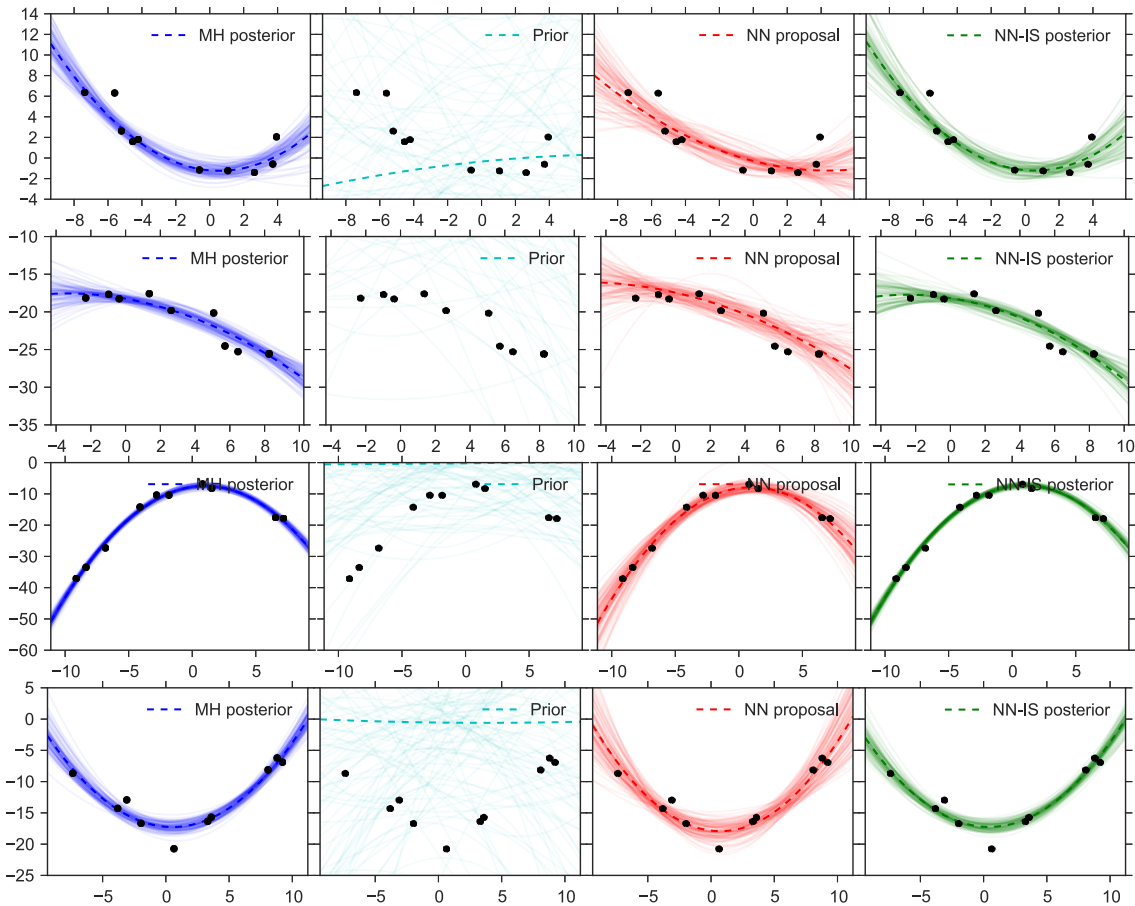 14
12
10
8
6
4
2
0
−2
−4
MH posterior
Prior
NN proposal
NN-IS posterior
−8 −6 −4 −2 0 2 4
−8 −6 −4 −2 0 2 4
−8 −6 −4 −2 0 2 4
−8 −6 −4 −2 0 2 4
−10
−15
−20
−25
−30
−35
MH posterior
Prior
NN proposal
NN-IS posterior
−4 −2 0 2 4 6 8 10
−4 −2 0 2 4 6 8 10
−4 −2 0 2 4 6 8 10
−4 −2 0 2 4 6 8 10
0
−10
−20
−30
−40
−50
−60
MH posterior
Prior
NN proposal
NN-IS posterior
−10 −5 0 5
−10 −5 0 5
−10 −5 0 5
−10 −5 0 5
5
0
−5
−10
−15
−20
−25
MH posterior
Prior
NN proposal
NN-IS posterior
−5 0 5 10
−5 0 5 10
−5 0 5 10
−5 0 5 10